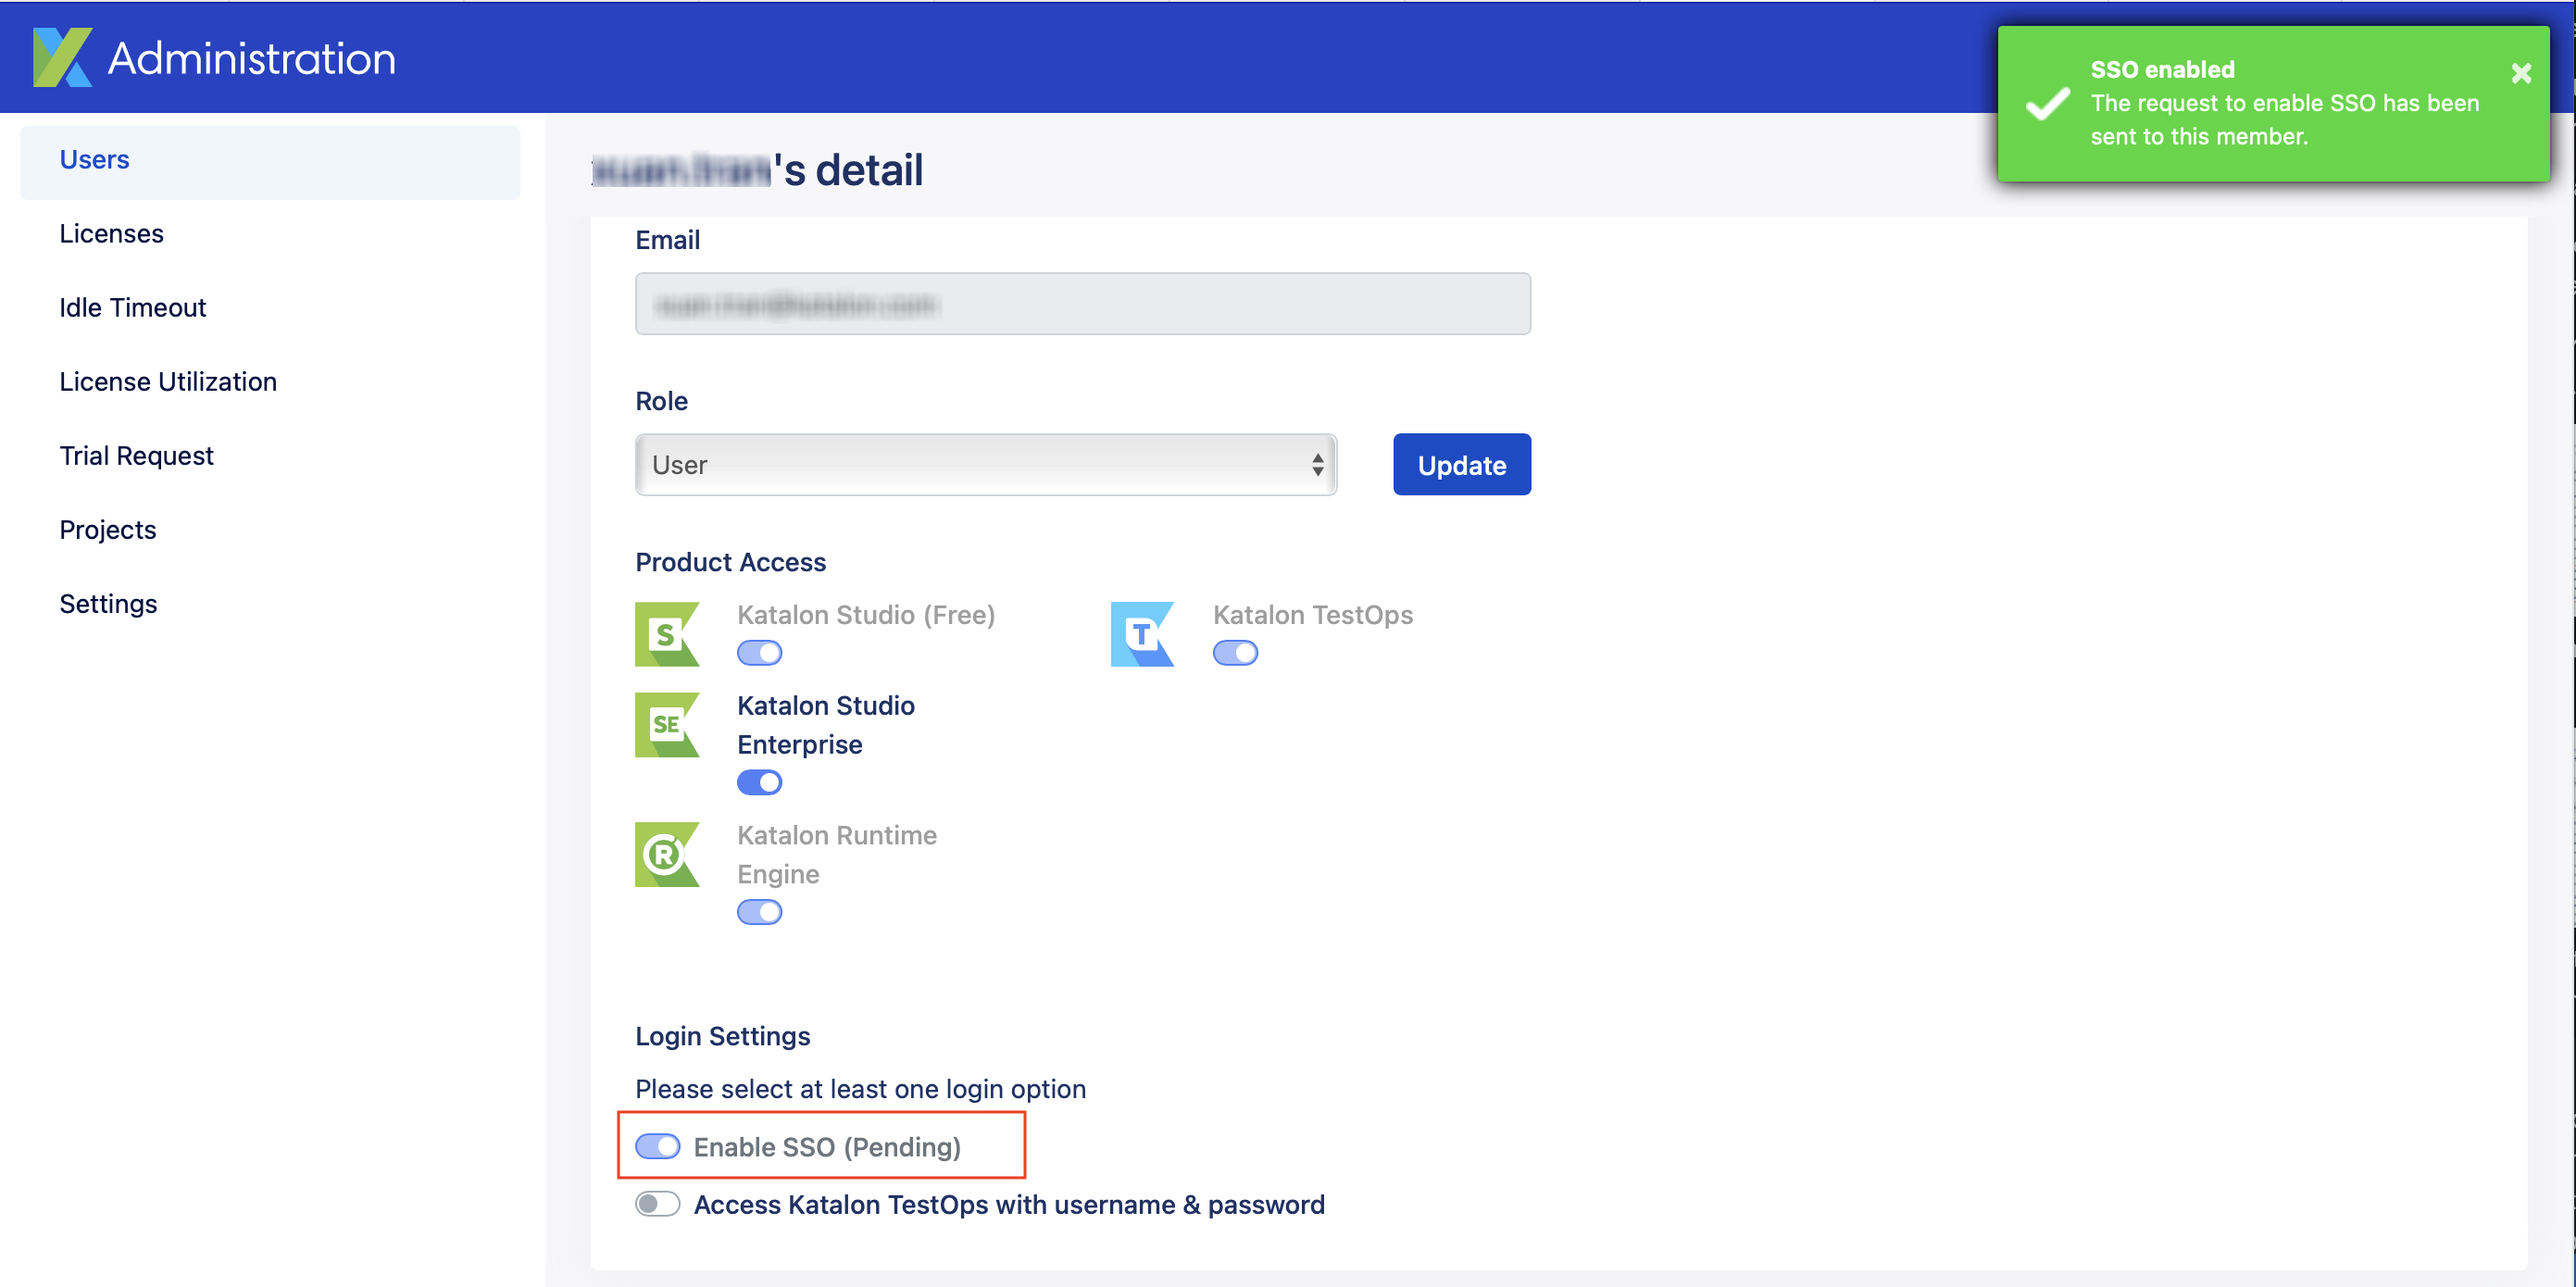 Administration
SSO enabled
The request to enable SSO has been
sent to this member.
Users
Licenses
Idle Timeout
License Utilization
Trial Request
Projects
Settings
's detail
Email
Role
User
Update
Product Access
S
Katalon Studio (Free)
T
Katalon TestOps
SE
Katalon Studio
Enterprise
R
Katalon Runtime
Engine
Login Settings
Please select at least one login option
Enable SSO (Pending)
Access Katalon TestOps with username & password